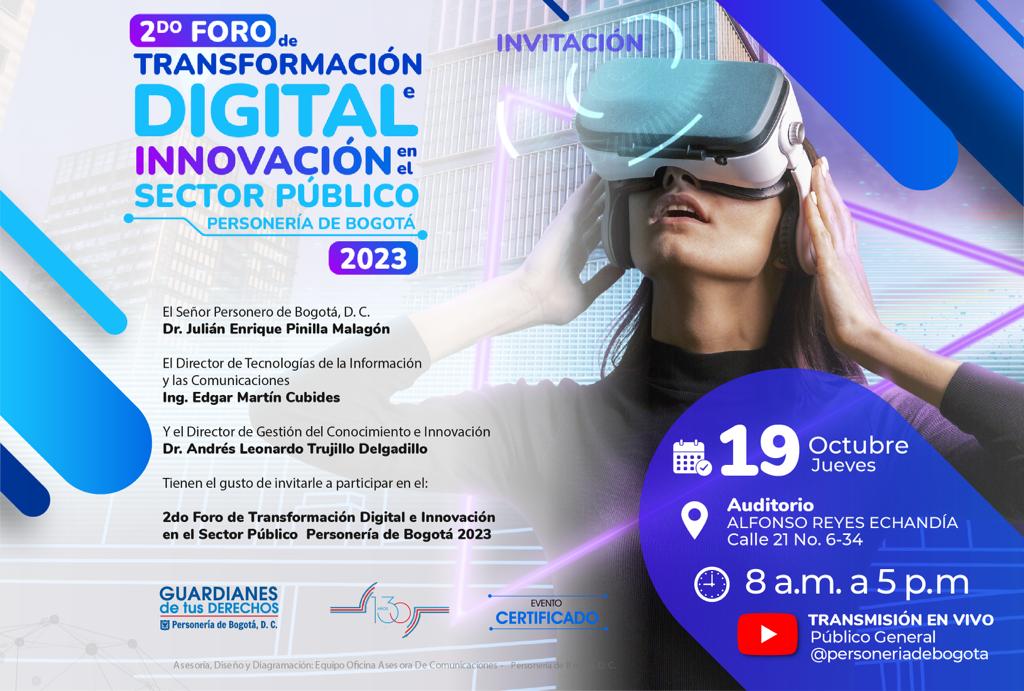 INVITACIÓN
2DO FORO de
TRANSFORMACIÓN
DIGITAL e
INNOVACIÓN en el
SECTOR PÚBLICO
PERSONERÍA DE BOGOTÁ
2023
El Señor Personero de Bogotá, D. C.
Dr. Julián Enrique Pinilla Malagón
El Director de Tecnologías de la Información
y las Comunicaciones
Ing. Edgar Martín Cubides
Y el Director de Gestión del Conocimiento e Innovación
Dr. Andrés Leonardo Trujillo Delgadillo
Tienen el gusto de invitarle a participar en el:
2do Foro de Transformación Digital e Innovación
en el Sector Público Personería de Bogotá 2023
19 Octubre
Jueves
Auditorio
ALFONSO REYES ECHANDÍA
Calle 21 No. 6-34
8 a.m. a 5 p.m
TRANSMISIÓN EN VIVO
Público General
@personeriadebogota
GUARDIANES
de tus DERECHOS
Personería de Bogotá, D. C.
130 AÑOS
EVENTO
CERTIFICADO
Asesoría, Diseño y Diagramación: Equipo Oficina Asesora De Comunicaciones - Personería de D. C.